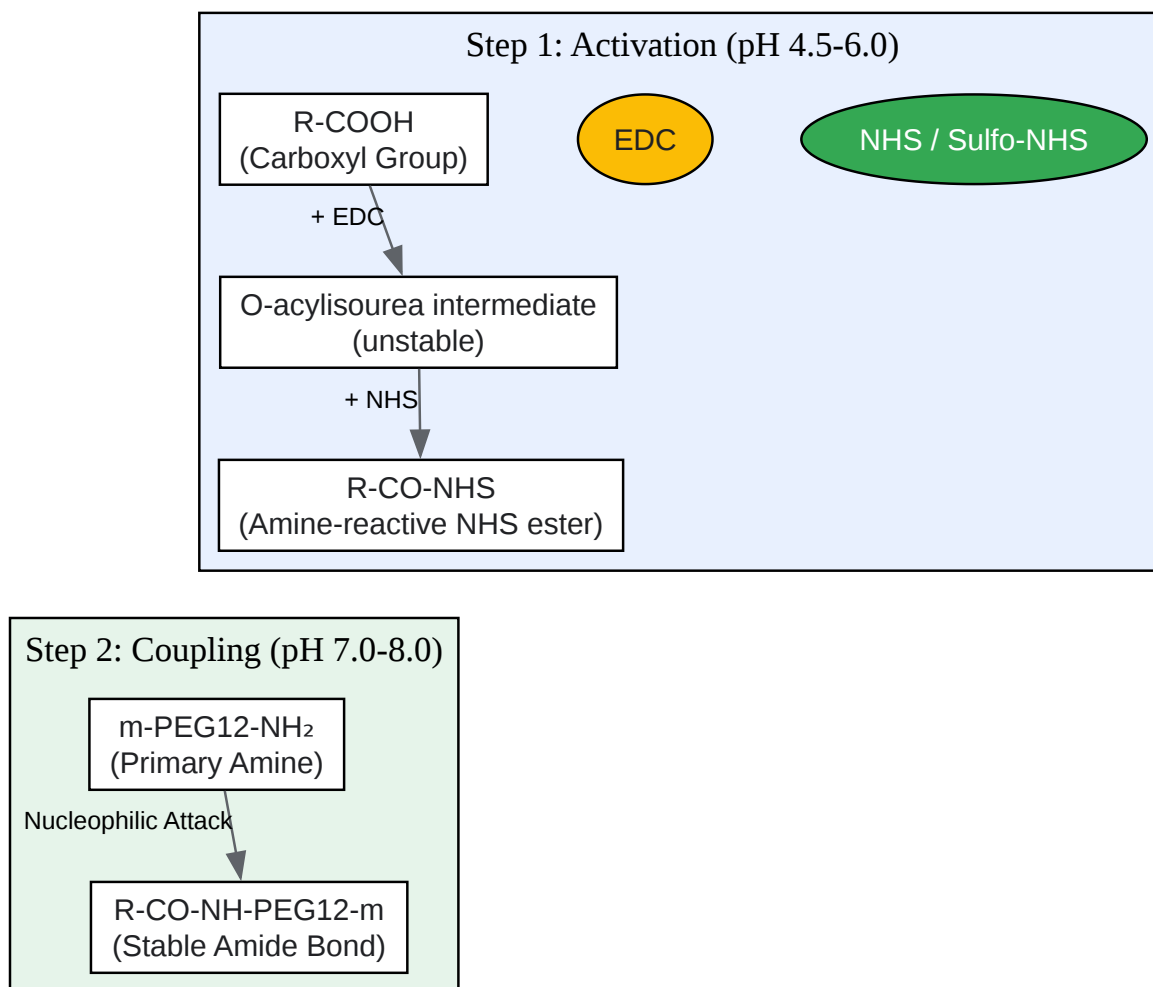 Step 1: Activation (pH 4.5-6.0)
R-COOH
(Carboxyl Group)
EDC
NHS / Sulfo-NHS
+ EDC
O-acylisourea intermediate
(unstable)
+ NHS
R-CO-NHS
(Amine-reactive NHS ester)
Step 2: Coupling (pH 7.0-8.0)
m-PEG12-NH₂
(Primary Amine)
Nucleophilic Attack
R-CO-NH-PEG12-m
(Stable Amide Bond)